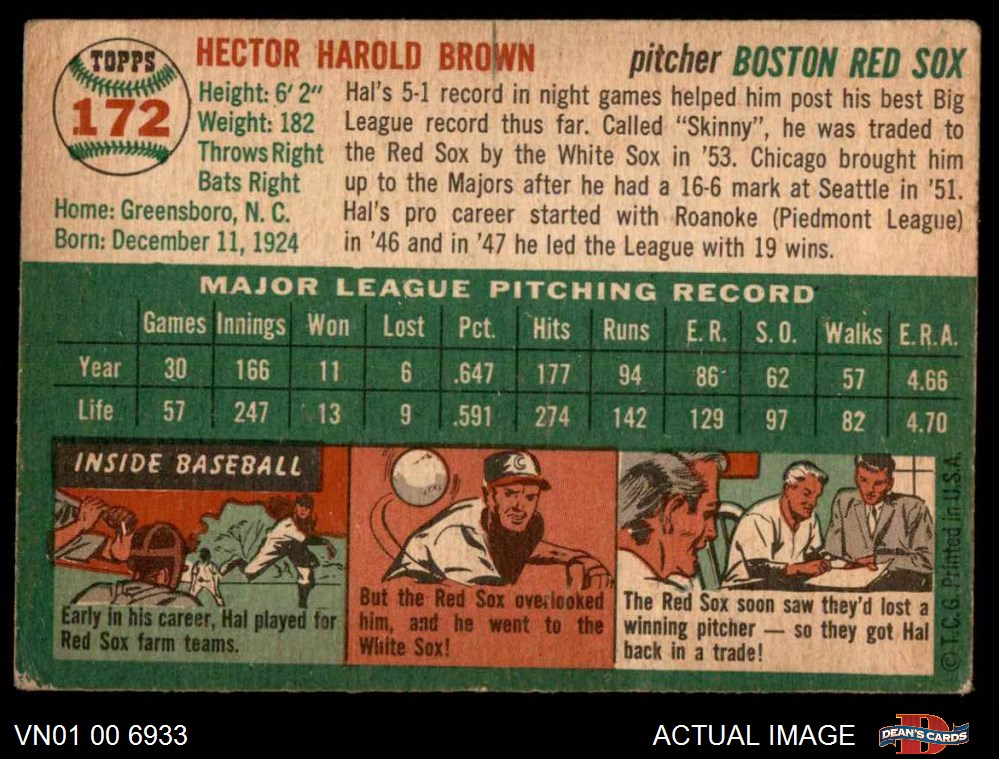 TOPPS
172
HECTOR HAROLD BROWN
pitcher BOSTON RED SOX
Height: 6' 2"
Weight: 182
Throws Right
Bats Right
Home: Greensboro, N. C.
Born: December 11, 1924
Hal's 5-1 record in night games helped him post his best Big
League record thus far. Called "Skinny", he was traded to
the Red Sox by the White Sox in '53. Chicago brought him
up to the Majors after he had a 16-6 mark at Seattle in '51.
Hal's pro career started with Roanoke (Piedmont League)
in '46 and in '47 he led the League with 19 wins.
MAJOR LEAGUE PITCHING RECORD
Games Innings Won Lost Pct. Hits Runs E. R. S. O. Walks E. R. A.
Year 30 166 11 6 .647 177 94 86 62 57 4.66
Life 57 247 13 9 .591 274 142 129 97 82 4.70
INSIDE BASEBALL
C
Early in his career, Hal played for
Red Sox farm teams.
But the Red Sox overlooked
him, and he went to the
White Sox!
The Red Sox soon saw they'd lost a
winning pitcher — so they got Hal
back in a trade!
© T. C. G. Printed in U. S. A.
VN01 00 6933
ACTUAL IMAGE
D
DEAN'S CARDS